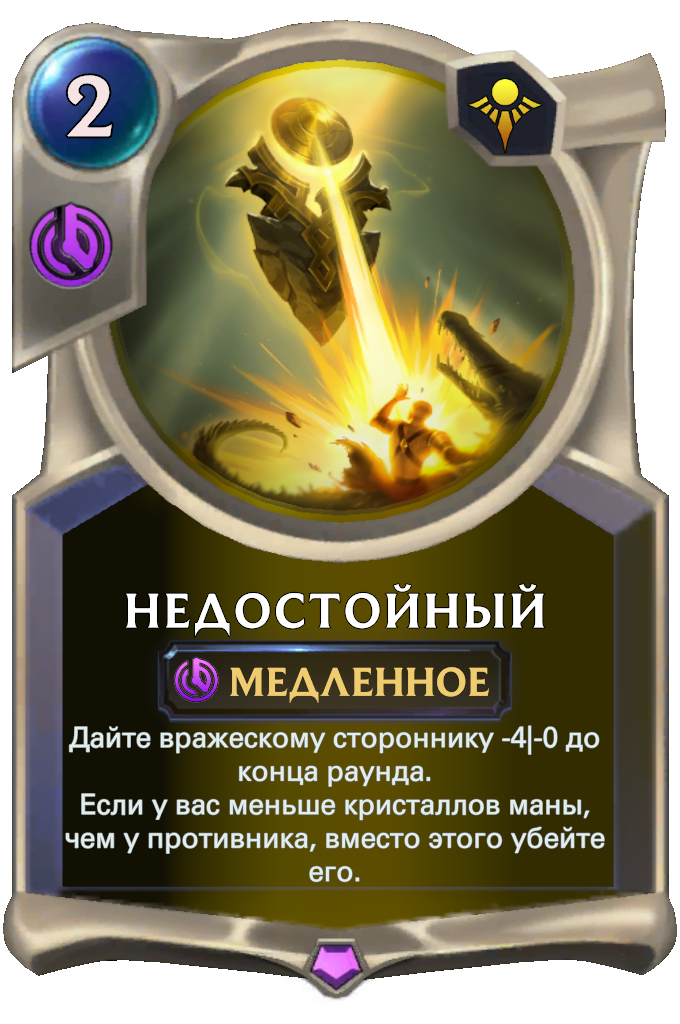 2
НЕДОСТОЙНЫЙ
МЕДЛЕННОЕ
Дайте вражескому стороннику -4|-0 до
конца раунда.
Если у вас меньше кристаллов маны,
чем у противника, вместо этого убейте
его.